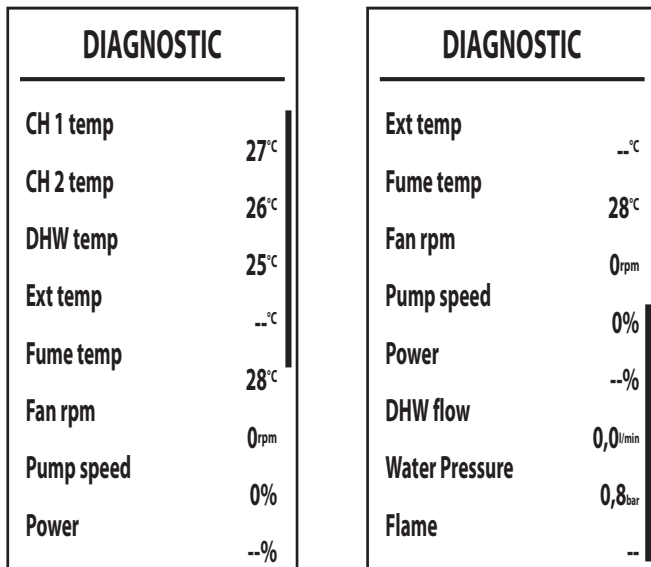 DIAGNOSTIC
CH 1 temp
27°C
CH 2 temp
26°C
DHW temp
25°C
Ext temp
--°C
Fume temp
28°C
Fan rpm
0rpm
Pump speed
0%
Power
--%
DIAGNOSTIC
Ext temp
--°C
Fume temp
28°C
Fan rpm
0rpm
Pump speed
0%
Power
--%
DHW flow
0,0l/min
Water Pressure
0,8bar
Flame
--